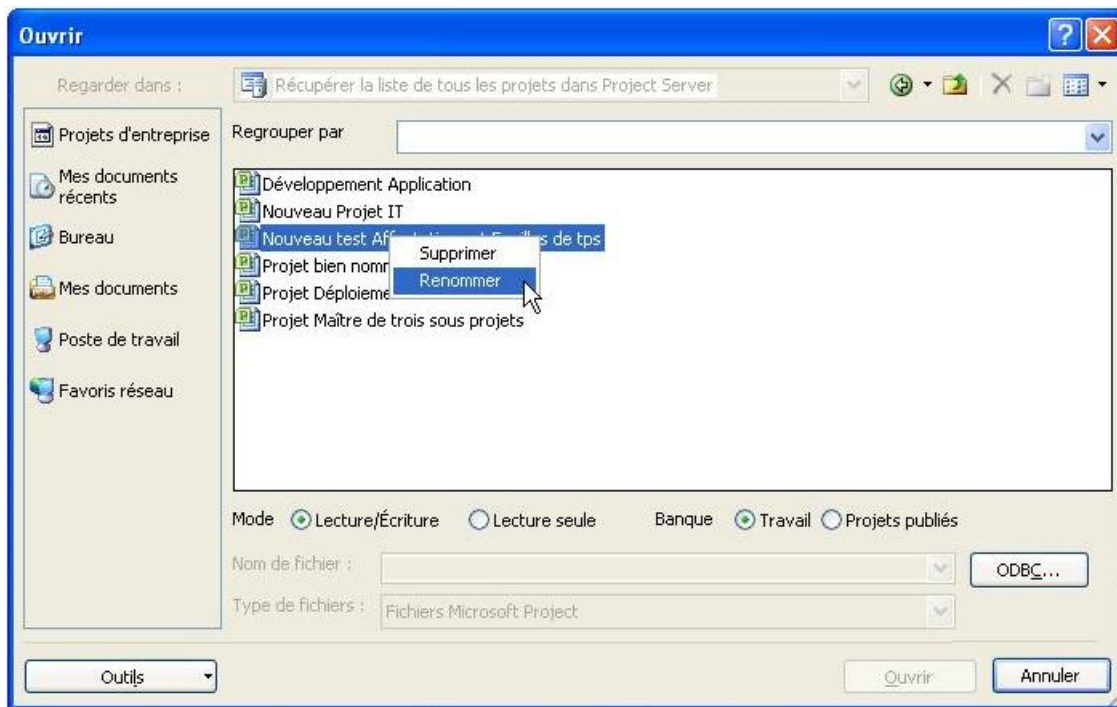 Ouvrir
Regarder dans :
Récupérer la liste de tous les projets dans Project Server
Projets d'entreprise
Mes documents récents
Bureau
Mes documents
Poste de travail
Favoris réseau
Regrouper par
Développement Application
Nouveau Projet IT
Nouveau test de tps
Projet bien
Projet
Projet Maître de trois sous projets
Supprimer
Renommer
Mode Lecture/Écriture Lecture seule Banque Travail Projets publiés
Nom de fichier :
ODBC...
Type de fichiers : Fichiers Microsoft Project
Outils
Ouvrir
Annuler